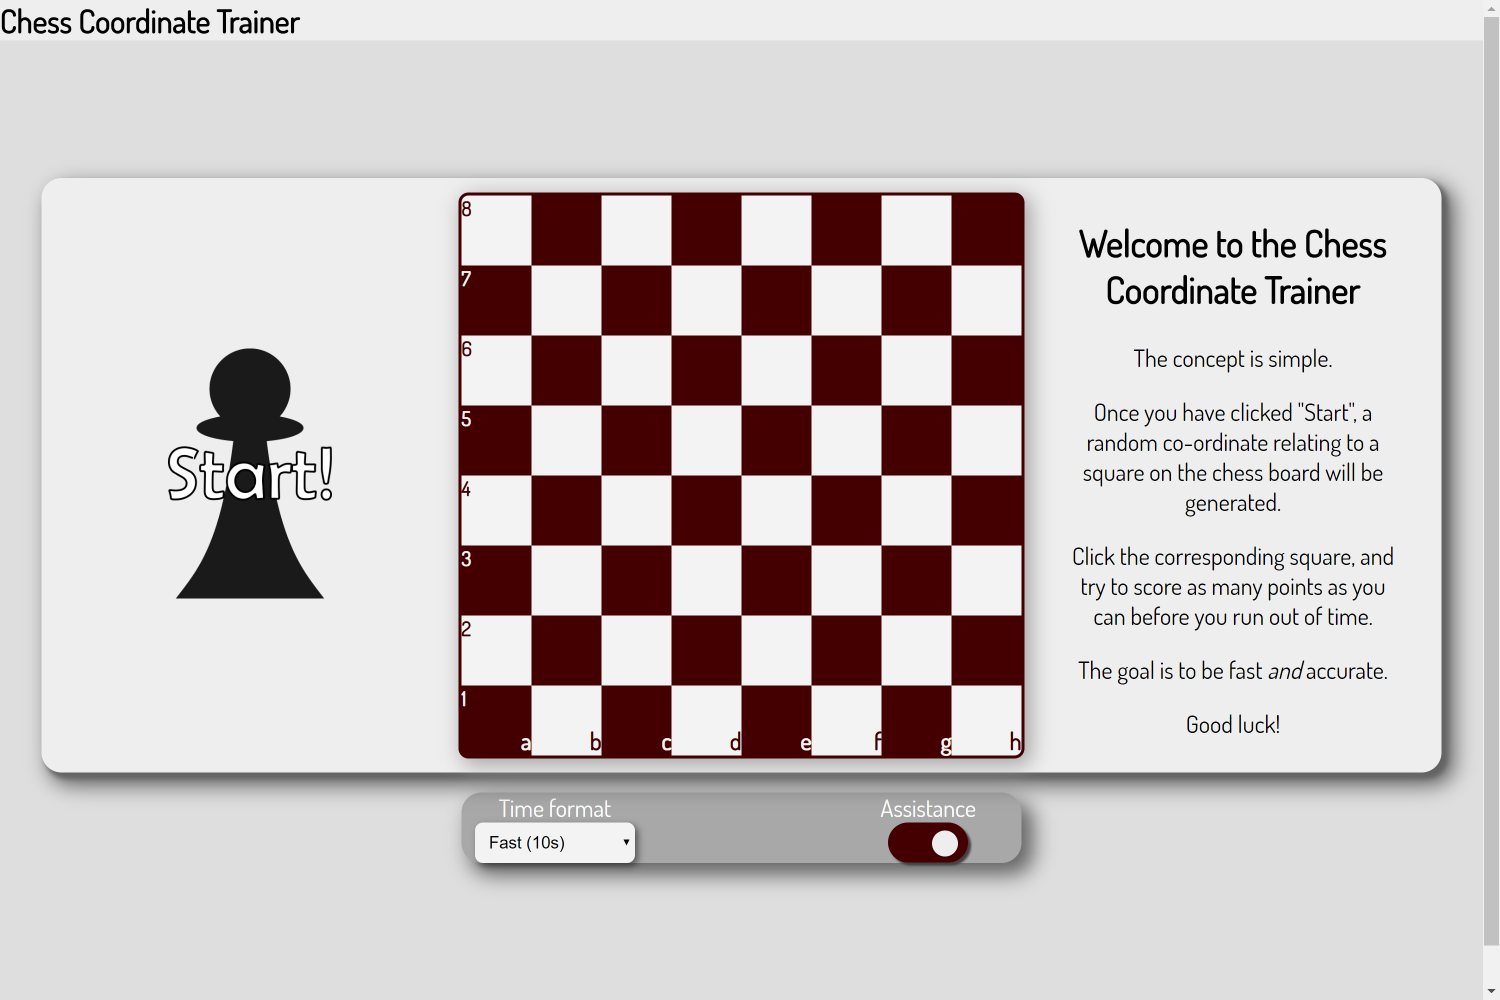 Chess Coordinate Trainer
Start!
8
7
6
5
4
3
2
1
a b c d e f g h
Welcome to the Chess
Coordinate Trainer
The concept is simple.
Once you have clicked "Start", a
random co-ordinate relating to a
square on the chess board will be
generated.
Click the corresponding square, and
try to score as many points as you
can before you run out of time.
The goal is to be fast and accurate.
Good luck!
Time format
Assistance
Fast (10s)